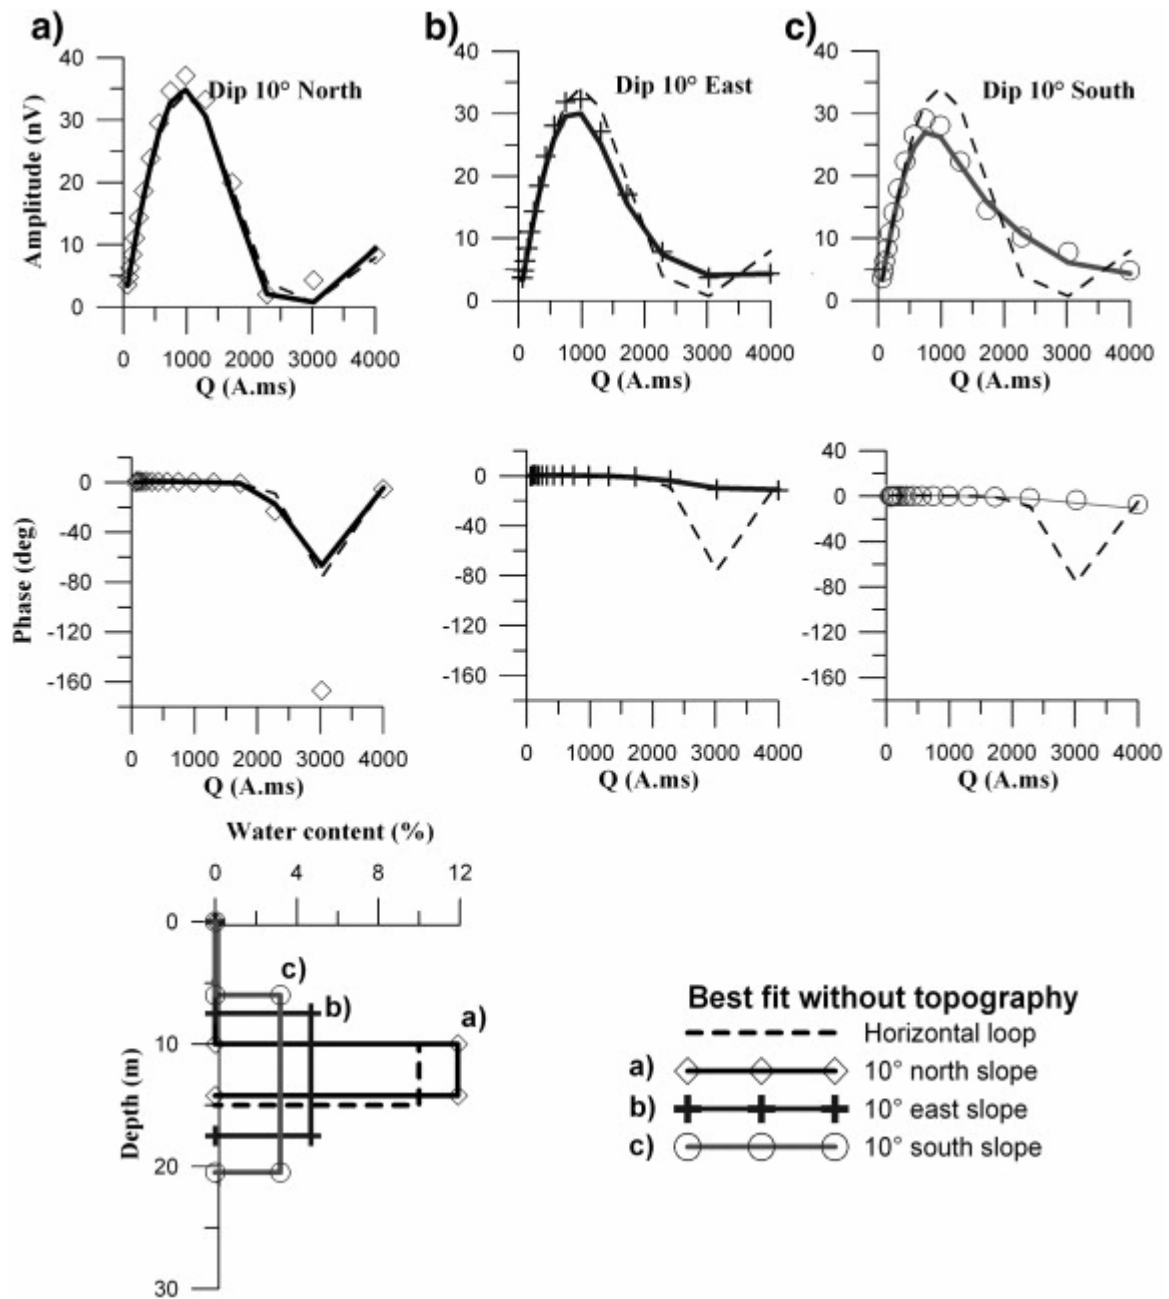 a) b) c)
40 40 40
Dip 10° North Dip 10° East Dip 10° South
30 30 30
Amplitude (nV)
20 20 20
10 10 10
0 0 0
0 1000 2000 3000 4000 0 1000 2000 3000 4000 0 1000 2000 3000 4000
Q (A.ms) Q (A.ms) Q (A.ms)
40
0 0 0
-40 -40 -40
Phase (deg)
-80 -80 -80
-120 -120 -120
-160 -160 -160
0 1000 2000 3000 4000 0 1000 2000 3000 4000 0 1000 2000 3000 4000
Q (A.ms) Q (A.ms) Q (A.ms)
Water content (%)
0 4 8 12
0
c)
b)
a)
10
Depth (m)
20
30
Best fit without topography
Horizontal loop
a) 10° north slope
b) 10° east slope
c) 10° south slope